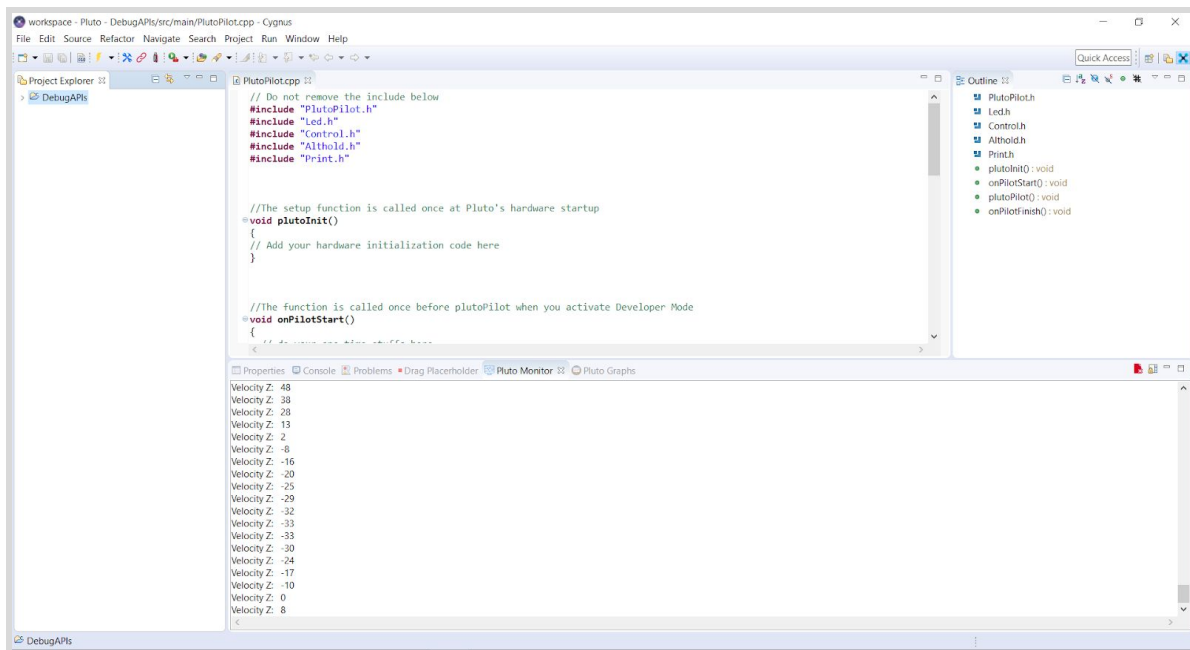 workspace - Pluto - DebugAPIs/src/main/PlutoPilot.cpp - Cygnus
File Edit Source Refactor Navigate Search Project Run Window Help
Quick Access
Project Explorer
DebugAPIs
PlutoPilot.cpp
// Do not remove the include below
#include "PlutoPilot.h"
#include "Led.h"
#include "Control.h"
#include "Althold.h"
#include "Print.h"
//The setup function is called once at Pluto's hardware startup
void plutoInit()
{
// Add your hardware initialization code here
}
//The function is called once before plutoPilot when you activate Developer Mode
void onPilotStart()
{
// do your one time stuffs here
Outline
PlutoPilot.h
Led.h
Control.h
Althold.h
Print.h
plutoInit() : void
onPilotStart() : void
plutoPilot() : void
onPilotFinish() : void
Properties Console Problems Drag Placeholder Pluto Monitor Pluto Graphs
Velocity Z: 48
Velocity Z: 38
Velocity Z: 28
Velocity Z: 13
Velocity Z: 2
Velocity Z: -8
Velocity Z: -16
Velocity Z: -20
Velocity Z: -25
Velocity Z: -29
Velocity Z: -32
Velocity Z: -33
Velocity Z: -33
Velocity Z: -30
Velocity Z: -24
Velocity Z: -17
Velocity Z: -10
Velocity Z: 0
Velocity Z: 8
DebugAPIs